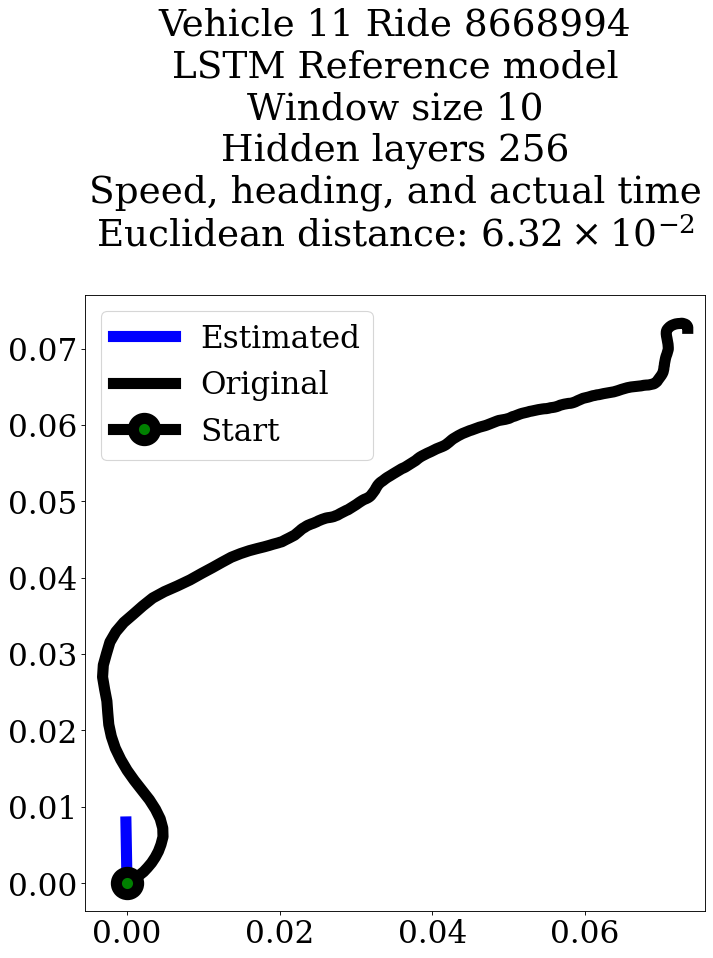 Vehicle 11 Ride 8668994
LSTM Reference model
Window size 10
Hidden layers 256
Speed, heading, and actual time
Euclidean distance: 6.32 × 10⁻²
Estimated
Original
Start
0.07
0.06
0.05
0.04
0.03
0.02
0.01
0.00
0.00 0.02 0.04 0.06